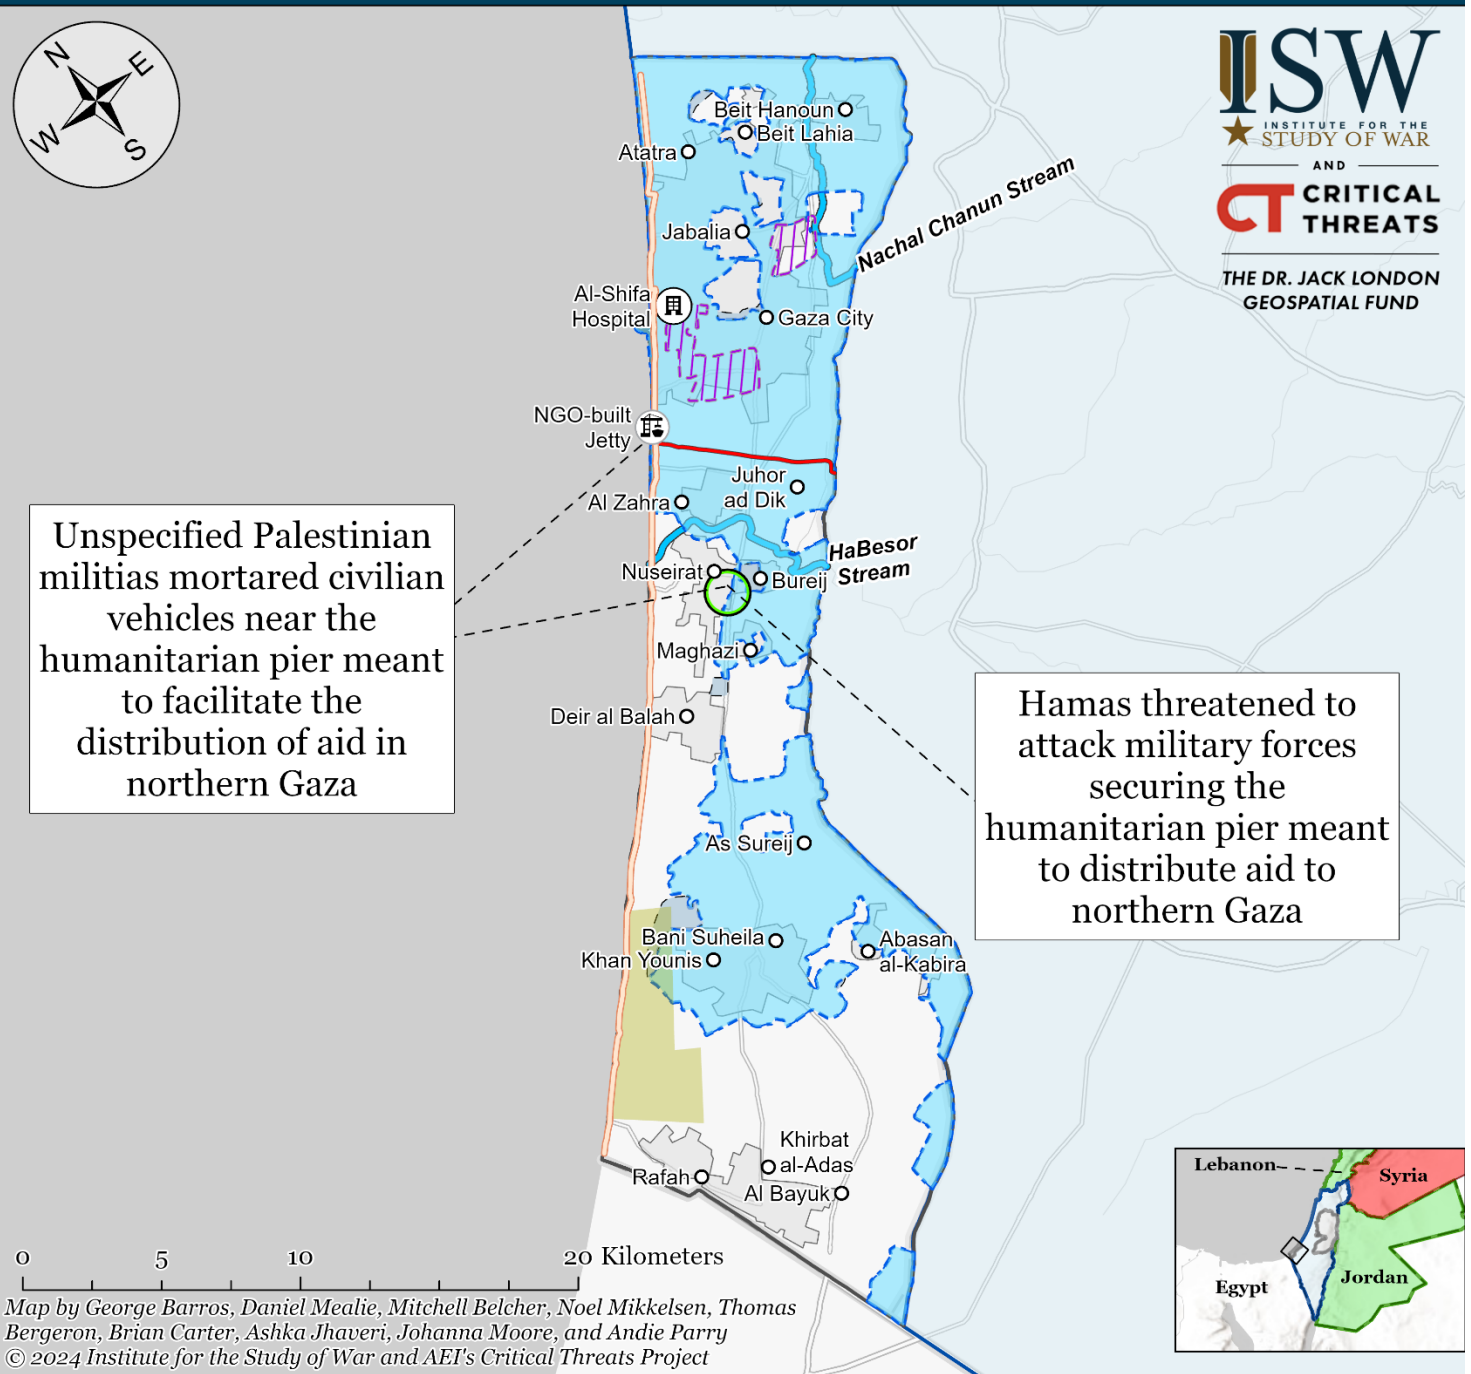 N
E
W
S
ISW
INSTITUTE FOR THE
STUDY OF WAR
AND
CT CRITICAL
THREATS
THE DR. JACK LONDON
GEOSPATIAL FUND
Beit Hanoun
Beit Lahia
Atatra
Nachal Chanun Stream
Jabalia
Al-Shifa
Hospital
Gaza City
NGO-built
Jetty
Juhor
ad Dik
Al Zahra
HaBesor
Stream
Nuseirat
Bureij
Maghazi
Deir al Balah
Unspecified Palestinian
militias mortared civilian
vehicles near the
humanitarian pier meant
to facilitate the
distribution of aid in
northern Gaza
Hamas threatened to
attack military forces
securing the
humanitarian pier meant
to distribute aid to
northern Gaza
As Sureij
Bani Suheila
Khan Younis
Abasan
al-Kabira
Khirbat
al-Adas
Rafah
Al Bayuk
Lebanon
Syria
Egypt
Jordan
0 5 10 20 Kilometers
Map by George Barros, Daniel Mealie, Mitchell Belcher, Noel Mikkelsen, Thomas
Bergeron, Brian Carter, Ashka Jhaveri, Johanna Moore, and Andie Parry
© 2024 Institute for the Study of War and AEI's Critical Threats Project